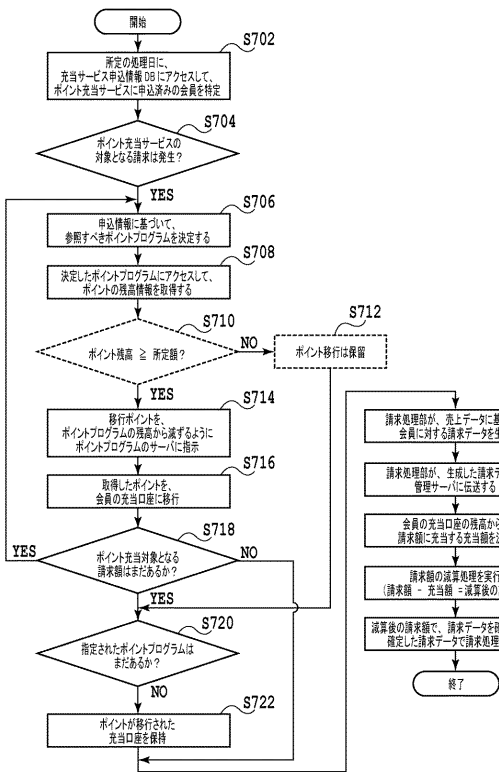 開始
S702
所定の処理日に、
充当サービス申込情報DBにアクセスして、
ポイント充当サービスに申込済みの会員を特定
S704
ポイント充当サービスの
対象となる請求は発生?
YES
S706
申込情報に基づいて、
参照すべきポイントプログラムを決定する
S708
決定したポイントプログラムにアクセスして、
ポイントの残高情報を取得する
S710
ポイント残高 ≧ 所定額?
NO
S712
ポイント移行は保留
YES
S714
移行ポイントを、
ポイントプログラムの残高から減ずるように
ポイントプログラムのサーバに指示
S716
取得したポイントを、
会員の充当口座に移行
S718
YES
ポイント充当対象となる
請求額はまだあるか?
NO
YES
S720
指定されたポイントプログラムは
まだあるか?
NO
S722
ポイントが移行された
充当口座を保持
請求処理部が、売上データに基
会員に対する請求データを生
請求処理部が、生成した請求デ
管理サーバに伝送する
会員の充当口座の残高から
請求額に充当する充当額を
請求額の減算処理を実行
(請求額 - 充当額 =減算後の
減算後の請求額で、請求データを確
確定した請求データで請求処理
終了